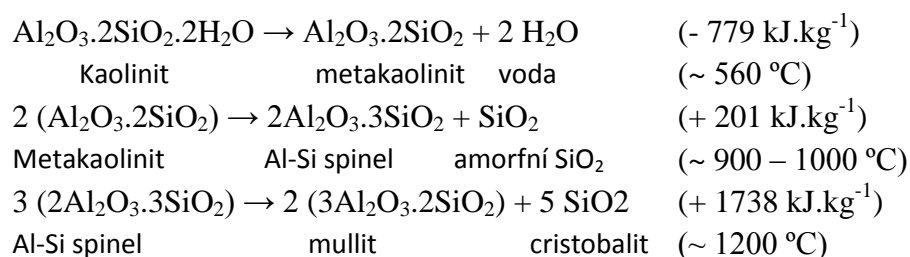 Al₂O₃.2SiO₂.2H₂O → Al₂O₃.2SiO₂ + 2 H₂O (- 779 kJ.kg⁻¹)
Kaolinit metakaolinit voda (~ 560 ºC)
2 (Al₂O₃.2SiO₂) → 2Al₂O₃.3SiO₂ + SiO₂ (+ 201 kJ.kg⁻¹)
Metakaolinit Al-Si spinel amorfní SiO₂ (~ 900 – 1000 ºC)
3 (2Al₂O₃.3SiO₂) → 2 (3Al₂O₃.2SiO₂) + 5 SiO2 (+ 1738 kJ.kg⁻¹)
Al-Si spinel mullit cristobalit (~ 1200 ºC)